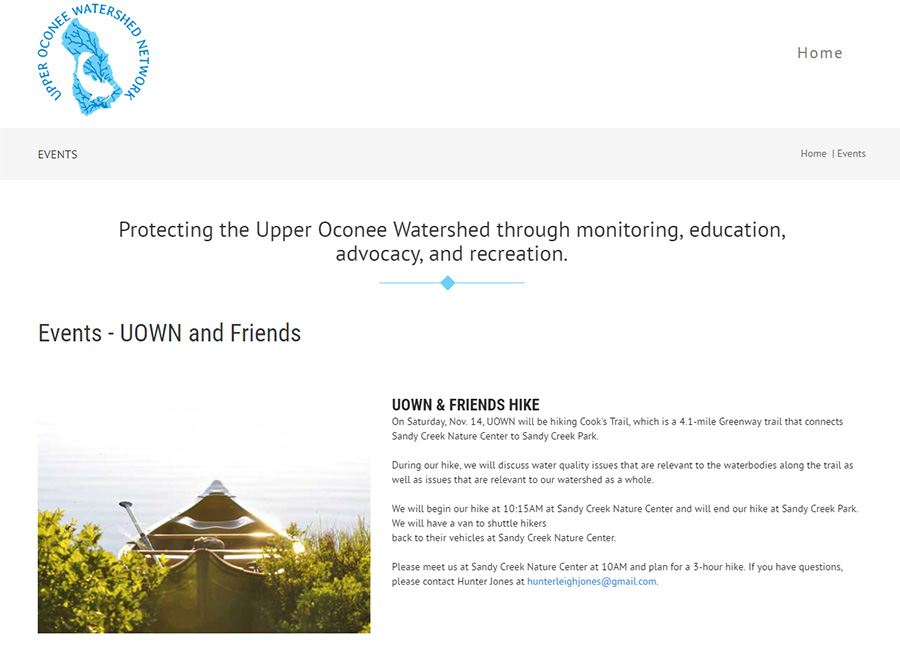 UPPER OCONEE WATERSHED NETWORK
Home
EVENTS
Home | Events
Protecting the Upper Oconee Watershed through monitoring, education,
advocacy, and recreation.
Events - UOWN and Friends
UOWN & FRIENDS HIKE
On Saturday, Nov. 14, UOWN will be hiking Cook's Trail, which is a 4.1-mile Greenway trail that connects
Sandy Creek Nature Center to Sandy Creek Park.
During our hike, we will discuss water quality issues that are relevant to the waterbodies along the trail as
well as issues that are relevant to our watershed as a whole.
We will begin our hike at 10:15AM at Sandy Creek Nature Center and will end our hike at Sandy Creek Park.
We will have a van to shuttle hikers
back to their vehicles at Sandy Creek Nature Center.
Please meet us at Sandy Creek Nature Center at 10AM and plan for a 3-hour hike. If you have questions,
please contact Hunter Jones at hunterleighjones@gmail.com.